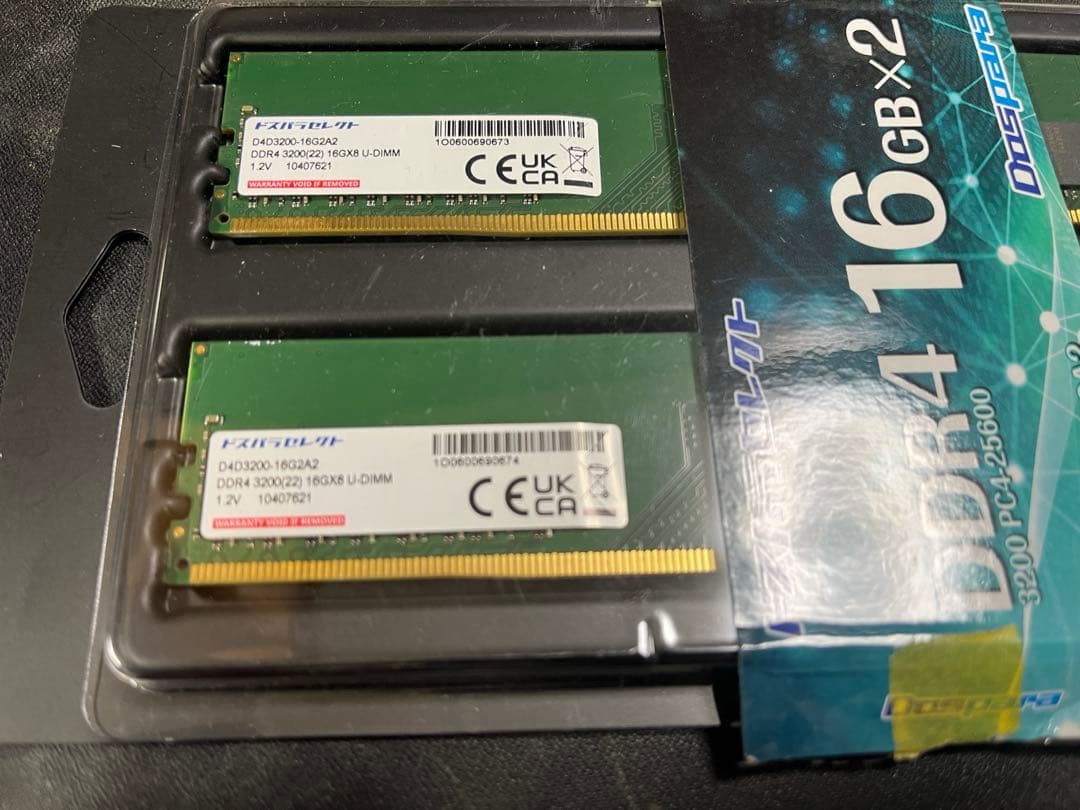 ドスパラセレクト
1O0600690673
D4D3200-16G2A2
DDR4 3200(22) 16GX8 U-DIMM
1.2V 10407621
WARRANTY VOID IF REMOVED
CE UK CA
ドスパラセレクト
1O0600690674
D4D3200-16G2A2
DDR4 3200(22) 16GX8 U-DIMM
1.2V 10407621
WARRANTY VOID IF REMOVED
CE UK CA
Dospara
DDR4 16GB×2
3200 PC4-25600
Dospara